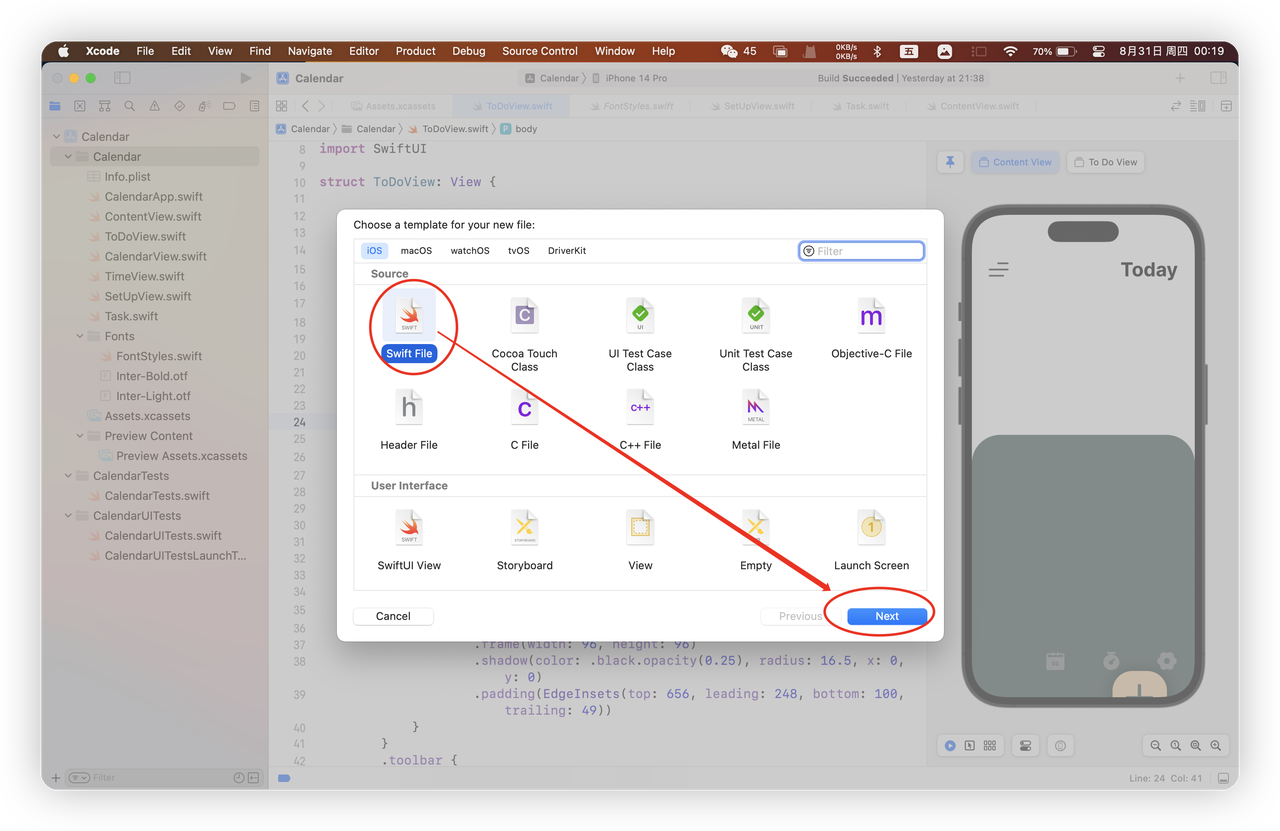 Xcode File Edit View Find Navigate Editor Product Debug Source Control Window Help 45 0KB/s 0KB/s 五 70% 8月31日 周四 00:19
Calendar
Calendar iPhone 14 Pro
Build Succeeded | Yesterday at 21:38
Assets.xcassets ToDoView.swift FontStyles.swift SetUpView.swift Task.swift ContentView.swift
Calendar Calendar ToDoView.swift P body
Calendar
Calendar
Info.plist
CalendarApp.swift
ContentView.swift
ToDoView.swift
CalendarView.swift
TimeView.swift
SetUpView.swift
Task.swift
Fonts
FontStyles.swift
Inter-Bold.otf
Inter-Light.otf
Assets.xcassets
Preview Content
Preview Assets.xcassets
CalendarTests
CalendarTests.swift
CalendarUITests
CalendarUITests.swift
CalendarUITestsLaunchT...
Filter
8 import SwiftUI
9
10 struct ToDoView: View {
11
12
13
14
15
16
17
18
19
20
21
22
23
24
25
26
27
28
29
30
31
32
33
34
35
36
37 .frame(width: 96, height: 96)
38 .shadow(color: .black.opacity(0.25), radius: 16.5, x: 0,
y: 0)
39 .padding(EdgeInsets(top: 656, leading: 248, bottom: 100,
trailing: 49))
40 }
41 }
42 .toolbar {
Choose a template for your new file:
iOS macOS watchOS tvOS DriverKit
Filter
Source
SWIFT C UI UNIT m
Swift File
Cocoa Touch
Class
UI Test Case
Class
Unit Test Case
Class
Objective-C File
h C C++ METAL
Header File C File C++ File Metal File
User Interface
SWIFT STORYBOARD 1
SwiftUI View Storyboard View Empty Launch Screen
Cancel Previous Next
Content View To Do View
Today
Line: 24 Col: 41